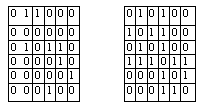 0 1 1 0 0 0
0 0 0 0 0 0
0 1 0 1 1 0
0 0 0 0 0 0
0 0 0 0 0 1
0 0 0 1 0 0
0 1 0 1 0 0
1 0 1 1 0 0
0 1 0 1 0 0
1 1 1 0 1 1
0 0 0 1 0 1
0 0 0 1 1 0